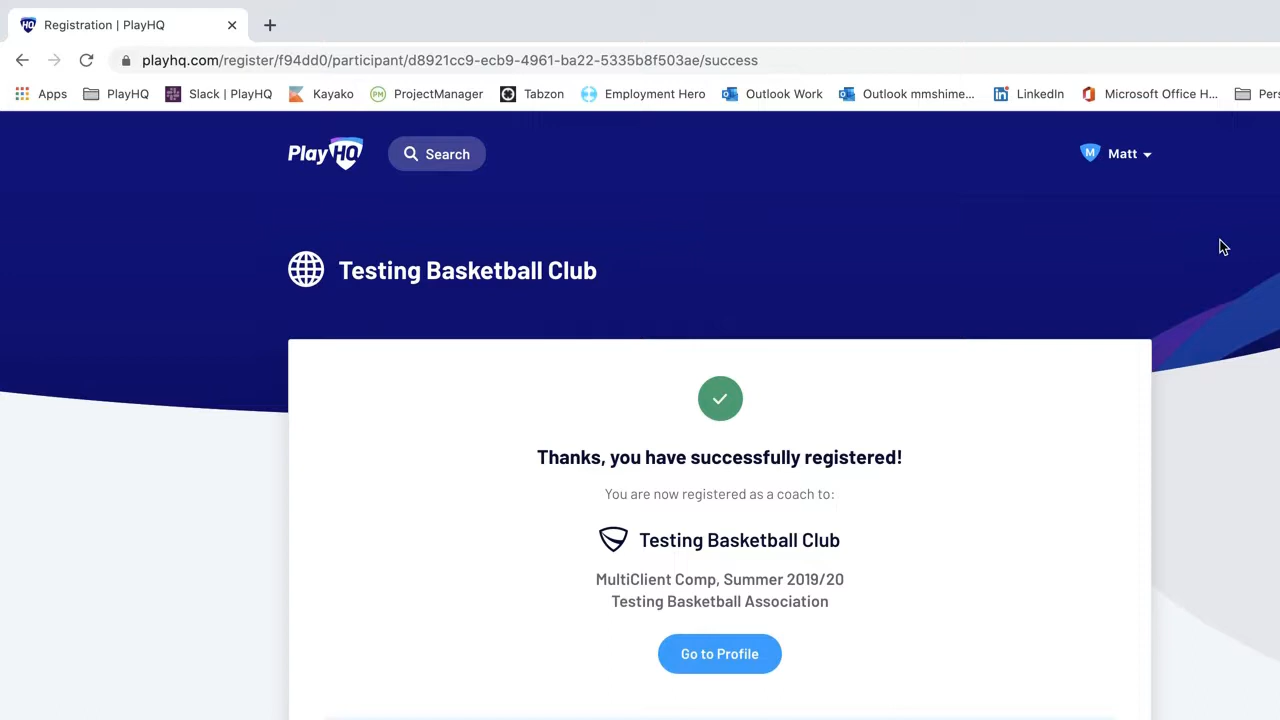 Registration | PlayHQ
playhq.com/register/f94dd0/participant/d8921cc9-ecb9-4961-ba22-5335b8f503ae/success
Apps PlayHQ Slack | PlayHQ Kayako ProjectManager Tabzon Employment Hero Outlook Work Outlook mmshime... LinkedIn Microsoft Office H... Pers
PlayHQ Search M Matt
Testing Basketball Club
Thanks, you have successfully registered!
You are now registered as a coach to:
Testing Basketball Club
MultiClient Comp, Summer 2019/20
Testing Basketball Association
Go to Profile